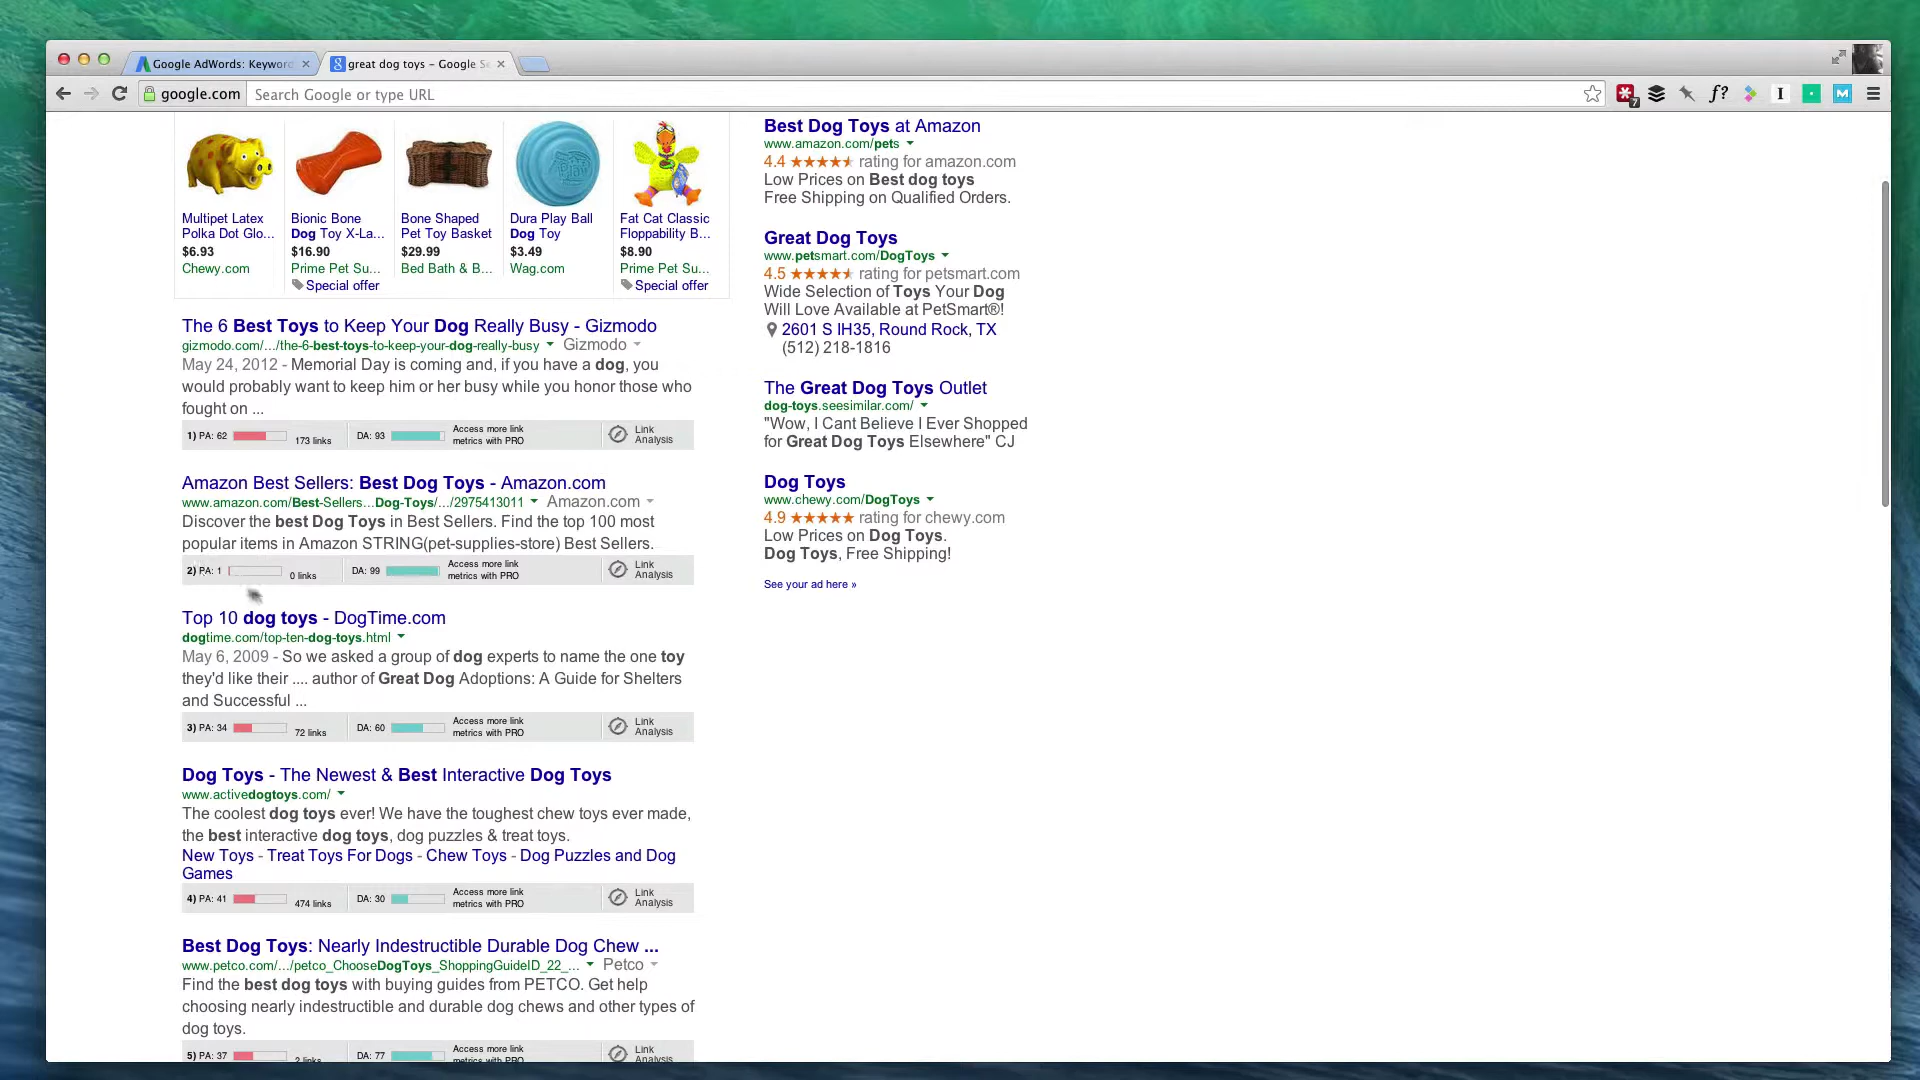 Google AdWords: Keyword
great dog toys – Google Se
google.com
Search Google or type URL
7
f?
I
M
Multipet Latex
Polka Dot Glo...
$6.93
Chewy.com
Bionic Bone
Dog Toy X-La...
$16.90
Prime Pet Su...
Special offer
Bone Shaped
Pet Toy Basket
$29.99
Bed Bath & B...
Dura Play Ball
Dog Toy
$3.49
Wag.com
Fat Cat Classic
Floppability B...
$8.90
Prime Pet Su...
Special offer
The 6 Best Toys to Keep Your Dog Really Busy - Gizmodo
gizmodo.com/.../the-6-best-toys-to-keep-your-dog-really-busy Gizmodo
May 24, 2012 - Memorial Day is coming and, if you have a dog, you
would probably want to keep him or her busy while you honor those who
fought on ...
1) PA: 62 173 links DA: 93 Access more link
metrics with PRO
Link
Analysis
Amazon Best Sellers: Best Dog Toys - Amazon.com
www.amazon.com/Best-Sellers...Dog-Toys/.../2975413011 Amazon.com
Discover the best Dog Toys in Best Sellers. Find the top 100 most
popular items in Amazon STRING(pet-supplies-store) Best Sellers.
2) PA: 1 0 links DA: 99 Access more link
metrics with PRO
Link
Analysis
Top 10 dog toys - DogTime.com
dogtime.com/top-ten-dog-toys.html
May 6, 2009 - So we asked a group of dog experts to name the one toy
they'd like their .... author of Great Dog Adoptions: A Guide for Shelters
and Successful ...
3) PA: 34 72 links DA: 60 Access more link
metrics with PRO
Link
Analysis
Dog Toys - The Newest & Best Interactive Dog Toys
www.activedogtoys.com/
The coolest dog toys ever! We have the toughest chew toys ever made,
the best interactive dog toys, dog puzzles & treat toys.
New Toys - Treat Toys For Dogs - Chew Toys - Dog Puzzles and Dog
Games
4) PA: 41 474 links DA: 30 Access more link
metrics with PRO
Link
Analysis
Best Dog Toys: Nearly Indestructible Durable Dog Chew ...
www.petco.com/.../petco_ChooseDogToys_ShoppingGuideID_22_... Petco
Find the best dog toys with buying guides from PETCO. Get help
choosing nearly indestructible and durable dog chews and other types of
dog toys.
5) PA: 37 2 links DA: 77 Access more link
metrics with PRO
Link
Analysis
Best Dog Toys at Amazon
www.amazon.com/pets
4.4 rating for amazon.com
Low Prices on Best dog toys
Free Shipping on Qualified Orders.
Great Dog Toys
www.petsmart.com/DogToys
4.5 rating for petsmart.com
Wide Selection of Toys Your Dog
Will Love Available at PetSmart®!
2601 S IH35, Round Rock, TX
(512) 218-1816
The Great Dog Toys Outlet
dog-toys.seesimilar.com/
"Wow, I Cant Believe I Ever Shopped
for Great Dog Toys Elsewhere" CJ
Dog Toys
www.chewy.com/DogToys
4.9 rating for chewy.com
Low Prices on Dog Toys.
Dog Toys, Free Shipping!
See your ad here »